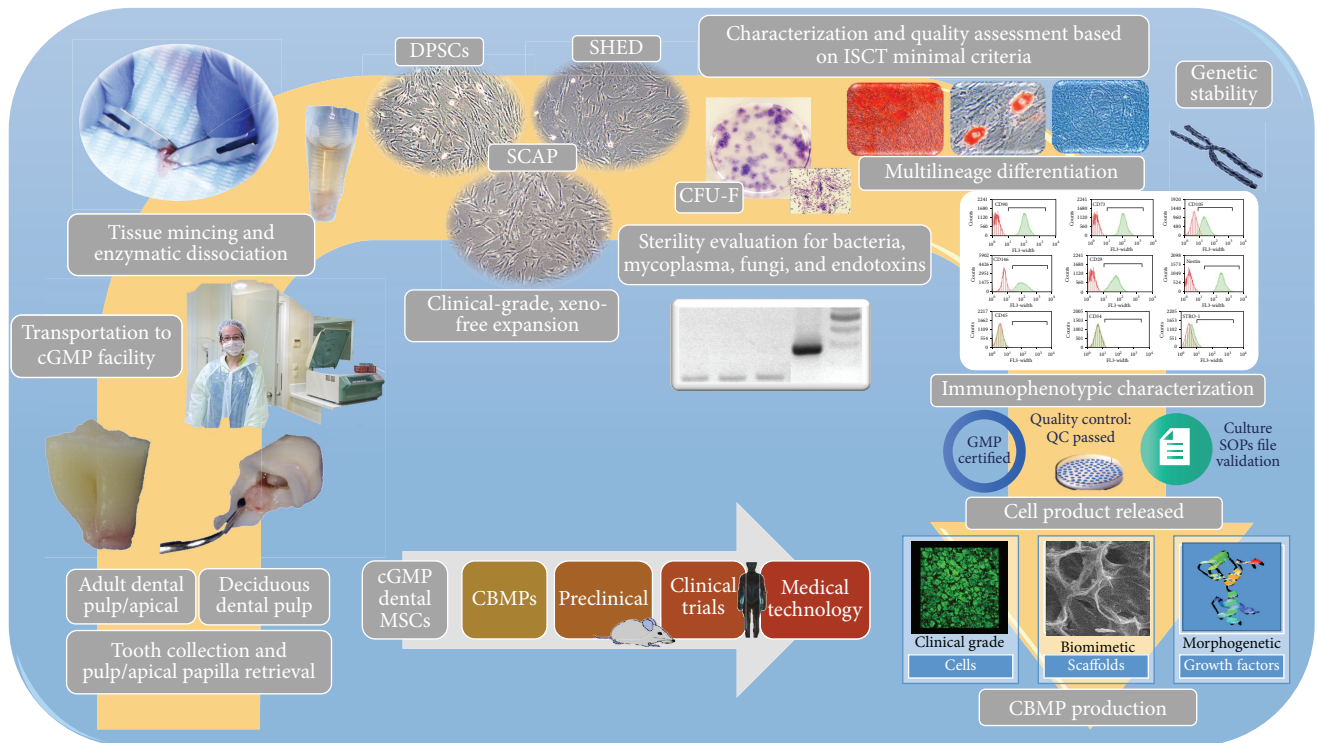 DPSCs
SHED
SCAP
Characterization and quality assessment based
on ISCT minimal criteria
Genetic
stability
CFU-F
Multilineage differentiation
Tissue mincing and
enzymatic dissociation
Sterility evaluation for bacteria,
mycoplasma, fungi, and endotoxins
Clinical-grade, xeno-
free expansion
Transportation to
cGMP facility
CD90
CD73
CD105
CD146
CD29
Nestin
CD45
CD34
STRO-1
Counts
FL3-width
Immunophenotypic characterization
GMP
certified
Quality control:
QC passed
Culture
SOPs file
validation
Cell product released
Adult dental
pulp/apical
Deciduous
dental pulp
Tooth collection and
pulp/apical papilla retrieval
cGMP
dental
MSCs
CBMPs
Preclinical
Clinical
trials
Medical
technology
Clinical grade
Cells
Biomimetic
Scaffolds
Morphogenetic
Growth factors
CBMP production